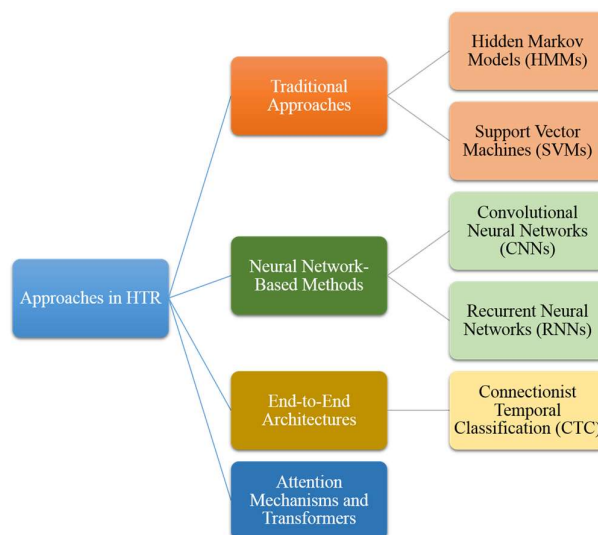 Approaches in HTR
Traditional
Approaches
Hidden Markov
Models (HMMs)
Support Vector
Machines (SVMs)
Neural Network-
Based Methods
Convolutional
Neural Networks
(CNNs)
Recurrent Neural
Networks (RNNs)
End-to-End
Architectures
Connectionist
Temporal
Classification (CTC)
Attention
Mechanisms and
Transformers